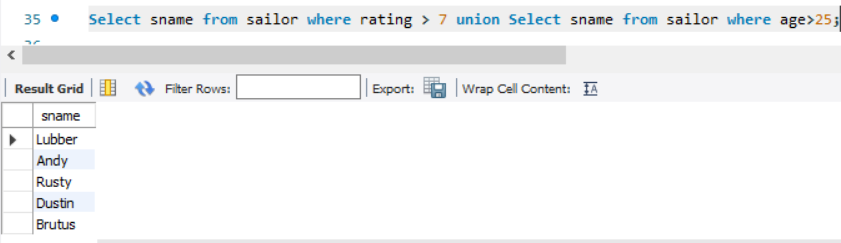 35 Select sname from sailor where rating > 7 union Select sname from sailor where age>25;
Result Grid Filter Rows: Export: Wrap Cell Content: IA
sname
Lubber
Andy
Rusty
Dustin
Brutus